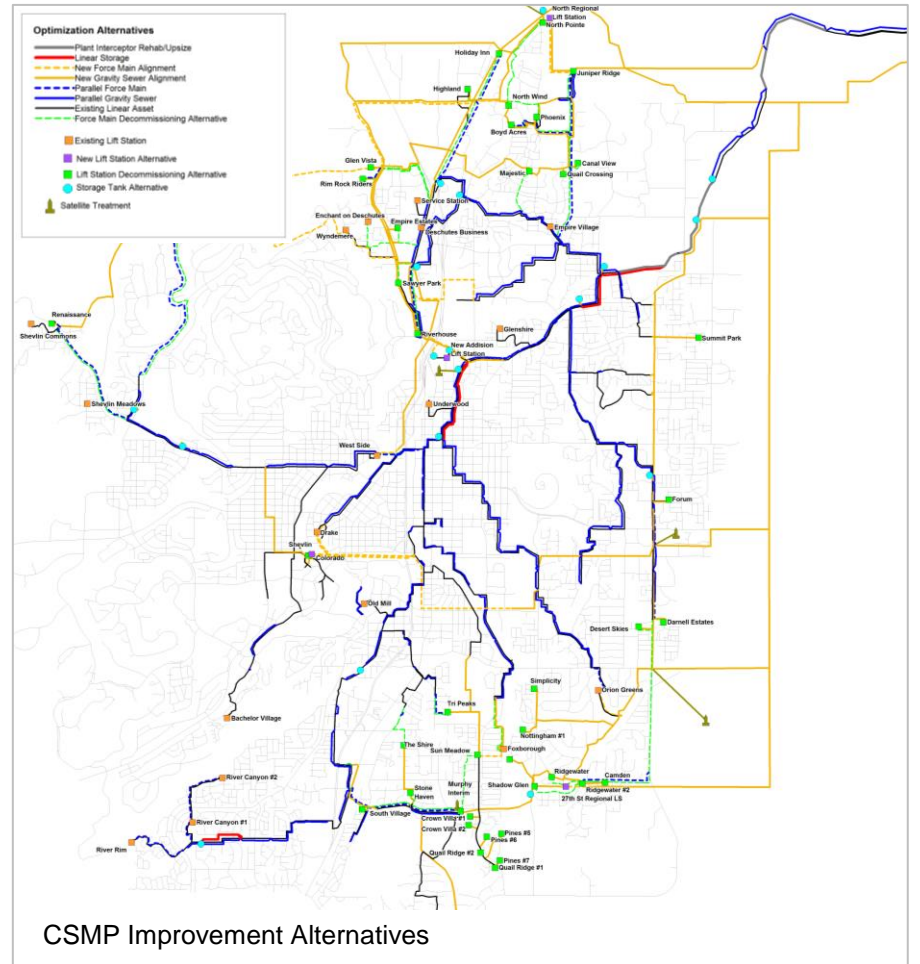 North Regional
Lift Station
North Pointe
Optimization Alternatives
Plant Interceptor Rehab/Upsize
Linear Storage
New Force Main Alignment
New Gravity Sewer Alignment
Parallel Force Main
Parallel Gravity Sewer
Existing Linear Asset
Force Main Decommissioning Alternative
Existing Lift Station
New Lift Station Alternative
Lift Station Decommissioning Alternative
Storage Tank Alternative
Satellite Treatment
Holiday Inn
Juniper Ridge
Highland
North Wind
Phoenix
Boyd Acres
Glen Vista
Canal View
Majestic
Quail Crossing
Rim Rock Riders
Service Station
Enchant on Deschutes
Empire Estates
Deschutes Business
Empire Village
Wyndemere
Sawyer Park
Renaissance
Shevlin Commons
Glenshire
Riverhouse
Summit Park
New Addision
Lift Station
Shevlin Meadows
Underwood
West Side
Forum
Drake
Shevlin
Colorado
Old Mill
Darnell Estates
Desert Skies
Simplicity
Orion Greens
Tri Peaks
Bachelor Village
Nottingham #1
The Shire
Sun Meadow
Foxborough
River Canyon #2
Ridgewater
Camden
Stone
Haven
Murphy
Interim
Shadow Glen
Ridgewater #2
27th St Regional LS
South Village
Crown Villa #1
Crown Villa #2
River Canyon #1
Pines #5
Pines #6
River Rim
Quail Ridge #2
Pines #7
Quail Ridge #1
CSMP Improvement Alternatives